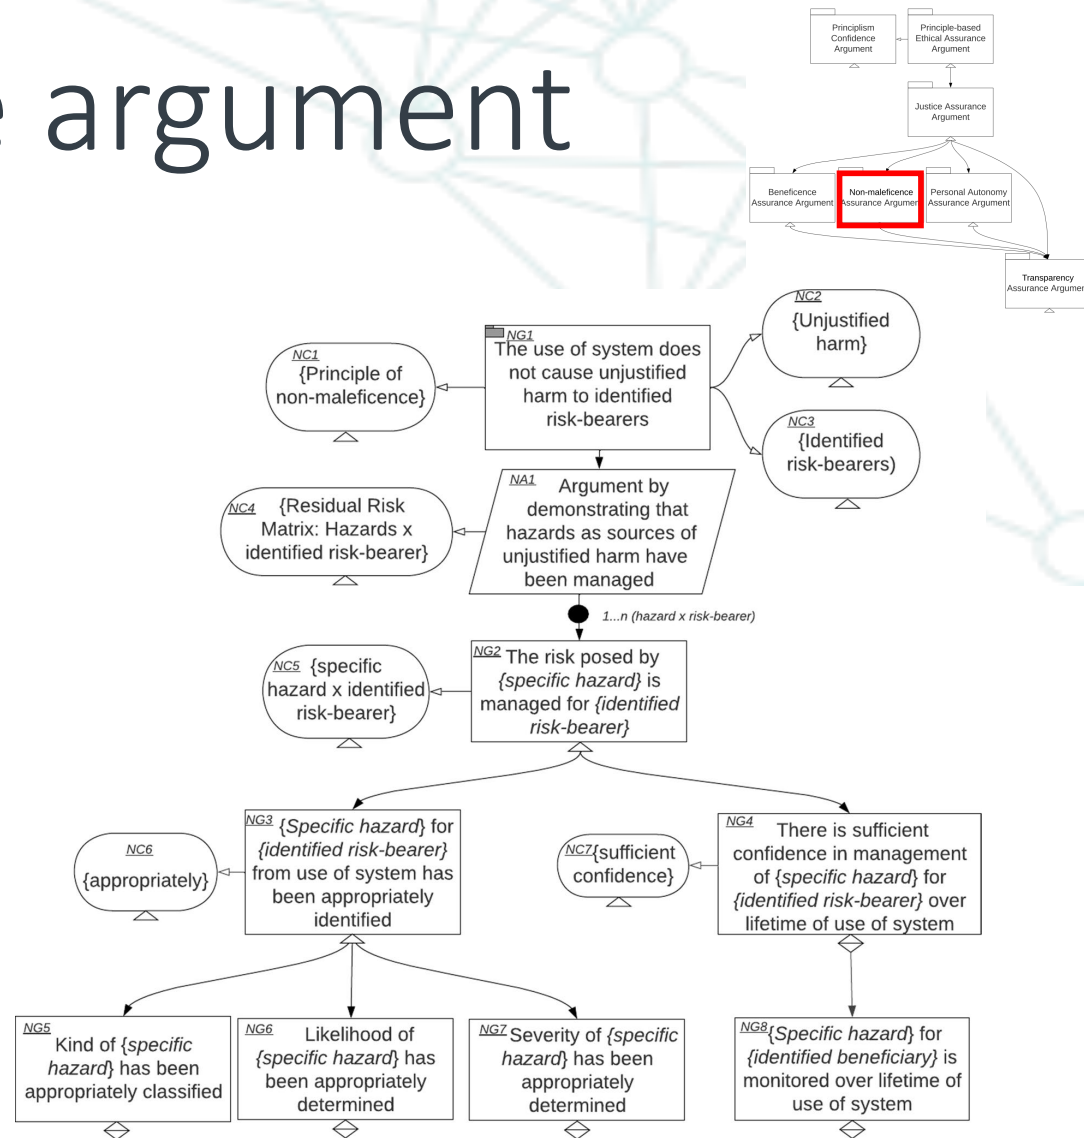 e argument
Principlism
Confidence
Argument
Principle-based
Ethical Assurance
Argument
Justice Assurance
Argument
Beneficence
Assurance Argument
Non-maleficence
Assurance Argument
Personal Autonomy
Assurance Argument
Transparency
Assurance Argumen
NC1
{Principle of
non-maleficence}
NG1
The use of system does
not cause unjustified
harm to identified
risk-bearers
NC2
{Unjustified
harm}
NC3
{Identified
risk-bearers)
NC4 {Residual Risk
Matrix: Hazards x
identified risk-bearer}
NA1 Argument by
demonstrating that
hazards as sources of
unjustified harm have
been managed
1...n (hazard x risk-bearer)
NC5 {specific
hazard x identified
risk-bearer}
NG2 The risk posed by
{specific hazard} is
managed for {identified
risk-bearer}
NC6
{appropriately}
NG3 {Specific hazard} for
{identified risk-bearer}
from use of system has
been appropriately
identified
NC7{sufficient
confidence}
NG4
There is sufficient
confidence in management
of {specific hazard} for
{identified risk-bearer} over
lifetime of use of system
NG5
Kind of {specific
hazard} has been
appropriately classified
NG6 Likelihood of
{specific hazard} has
been appropriately
determined
NG7 Severity of {specific
hazard} has been
appropriately
determined
NG8{Specific hazard} for
{identified beneficiary} is
monitored over lifetime of
use of system